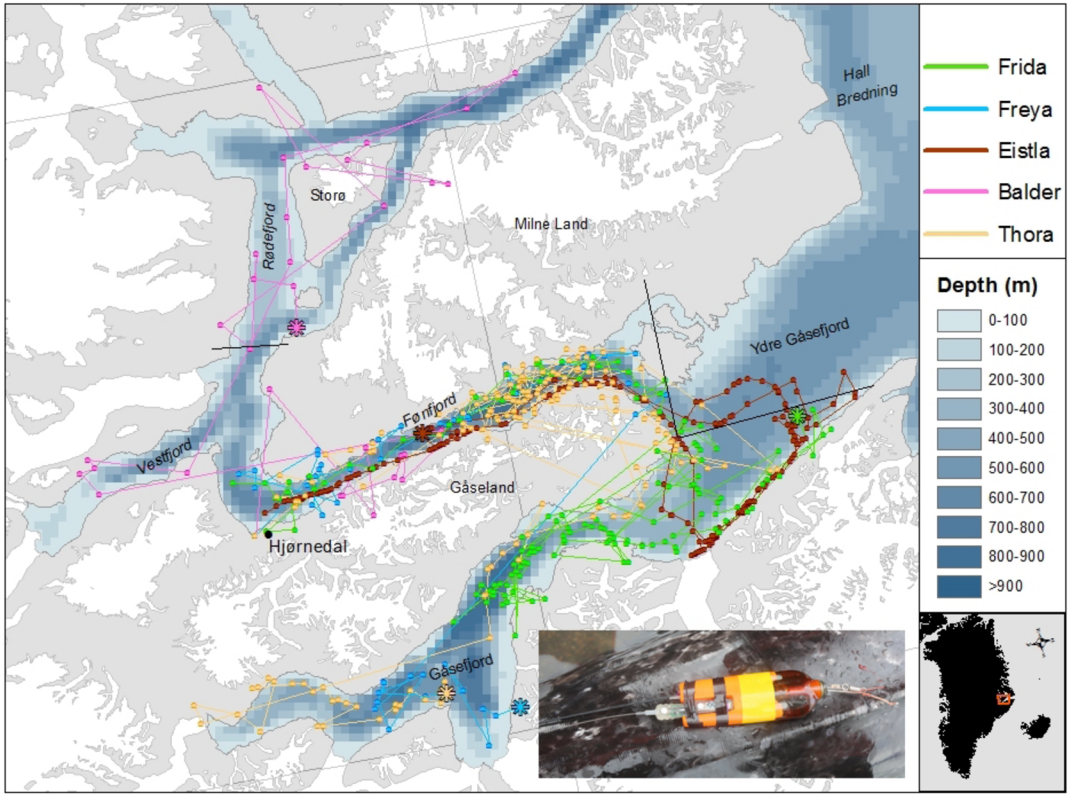 Hall
Bredning
Storø
Rødefjord
Milne Land
Ydre Gåsefjord
Fønfjord
Vestfjord
Gåseland
Hjørnedal
Gåsefjord
Frida
Freya
Eistla
Balder
Thora
Depth (m)
0-100
100-200
200-300
300-400
400-500
500-600
600-700
700-800
800-900
>900